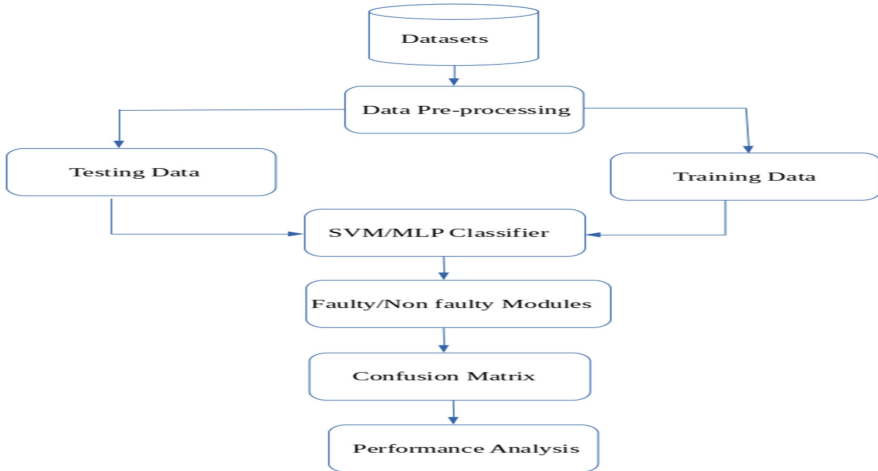 Datasets
Data Pre-processing
Testing Data
Training Data
SVM/MLP Classifier
Faulty/Non faulty Modules
Confusion Matrix
Performance Analysis